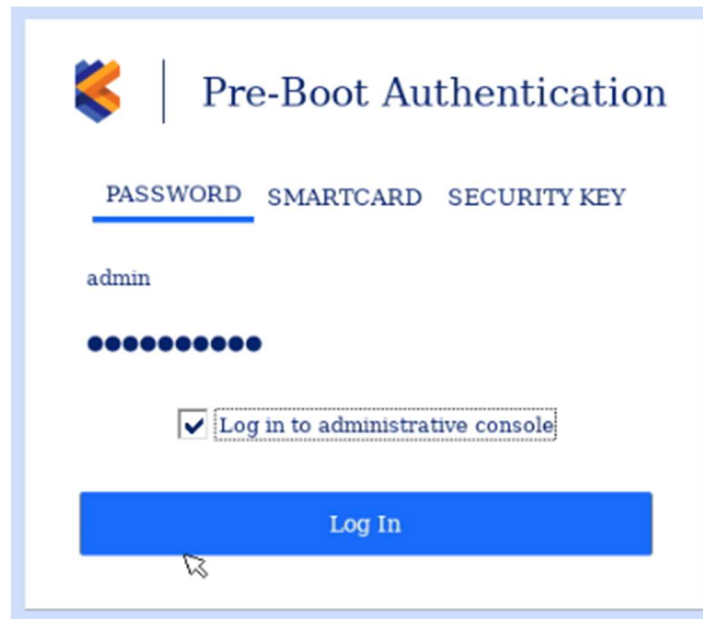 Pre-Boot Authentication
PASSWORD SMARTCARD SECURITY KEY
admin
●●●●●●●●●●
Log in to administrative console
Log In